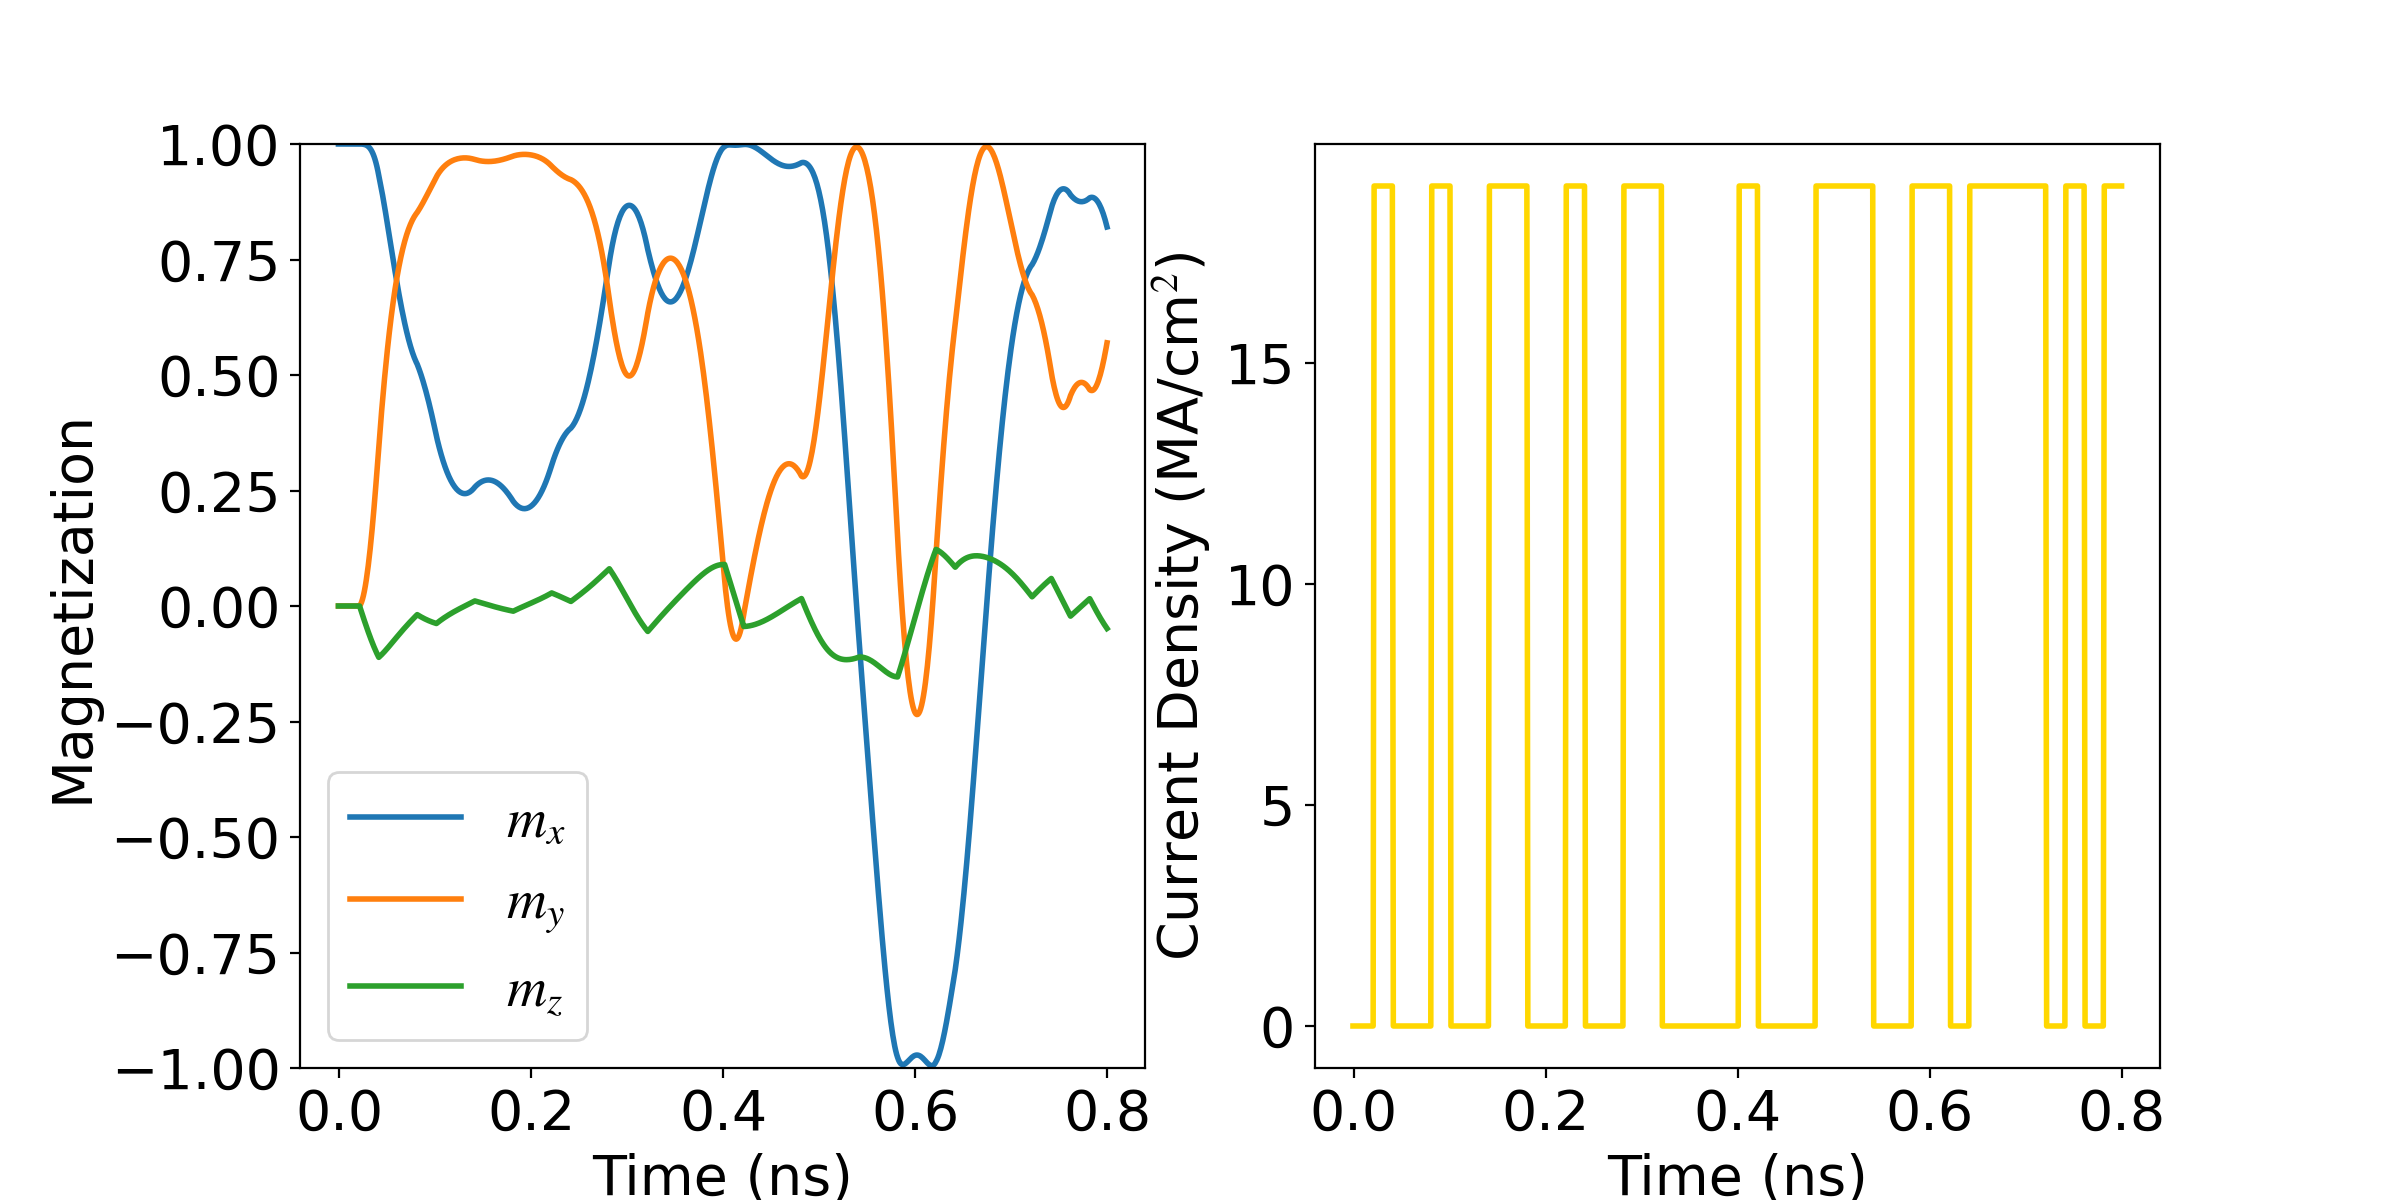 Magnetization
1.00
0.75
0.50
0.25
0.00
−0.25
−0.50
−0.75
−1.00
m_x
m_y
m_z
0.0 0.2 0.4 0.6 0.8
Time (ns)
Current Density (MA/cm²)
15
10
5
0
0.0 0.2 0.4 0.6 0.8
Time (ns)